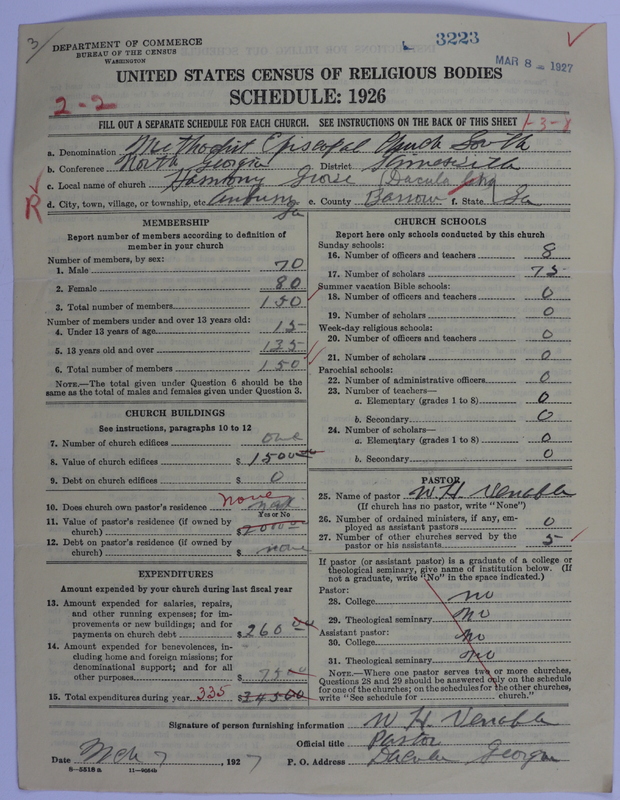 3
DEPARTMENT OF COMMERCE
BUREAU OF THE CENSUS
WASHINGTON
3223
MAR 8 - 1927
UNITED STATES CENSUS OF RELIGIOUS BODIES
SCHEDULE: 1926
2-2
FILL OUT A SEPARATE SCHEDULE FOR EACH CHURCH. SEE INSTRUCTIONS ON THE BACK OF THIS SHEET
a. Denomination Methodist Episcopal Church South
b. Conference North Georgia District
c. Local name of church Grove (Dacula Chg
R
d. City, town, village, or township, etc. Auburn Ga e. County Barrow f. State Ga
MEMBERSHIP
Report number of members according to definition of member in your church
Number of members, by sex:
1. Male 70
2. Female 80
3. Total number of members 150
Number of members under and over 13 years old:
4. Under 13 years of age 15
5. 13 years old and over 135
6. Total number of members 150
NOTE.—The total given under Question 6 should be the same as the total of males and females given under Question 3.
CHURCH BUILDINGS
See instructions, paragraphs 10 to 12
7. Number of church edifices one
8. Value of church edifices $ 1500 00
9. Debt on church edifices $ 0
none
10. Does church own pastor's residence
Yes or No
11. Value of pastor's residence (if owned by church) $ 2000 00
12. Debt on pastor's residence (if owned by church) $ none
EXPENDITURES
Amount expended by your church during last fiscal year
13. Amount expended for salaries, repairs, and other running expenses; for improvements or new buildings; and for payments on church debt $ 260 00
14. Amount expended for benevolences, including home and foreign missions; for denominational support; and for all other purposes $ 75 00
15. Total expenditures during year 335 $ 345 00
CHURCH SCHOOLS
Report here only schools conducted by this church
Sunday schools:
16. Number of officers and teachers 8
17. Number of scholars 75
Summer vacation Bible schools:
18. Number of officers and teachers 0
19. Number of scholars 0
Week-day religious schools:
20. Number of officers and teachers 0
21. Number of scholars 0
Parochial schools:
22. Number of administrative officers 0
23. Number of teachers—
a. Elementary (grades 1 to 8) 0
b. Secondary 0
24. Number of scholars—
a. Elementary (grades 1 to 8) 0
b. Secondary 0
PASTOR
25. Name of pastor W H Venable
(If church has no pastor, write "None")
26. Number of ordained ministers, if any, employed as assistant pastors 0
27. Number of other churches served by the pastor or his assistants 5
If pastor (or assistant pastor) is a graduate of a college or theological seminary, give name of institution below. (If not a graduate, write "No" in the space indicated.)
Pastor:
28. College no
29. Theological seminary no
Assistant pastor:
30. College no
31. Theological seminary no
NOTE.—Where one pastor serves two or more churches, Questions 28 and 29 should be answered only on the schedule for one of the churches; on the schedules for the other churches, write "See schedule for church."
Signature of person furnishing information W H Venable
Official title Pastor
Date Mch 7, 1927 P. O. Address Dacula Georgia
8—5518 a 11—9664b